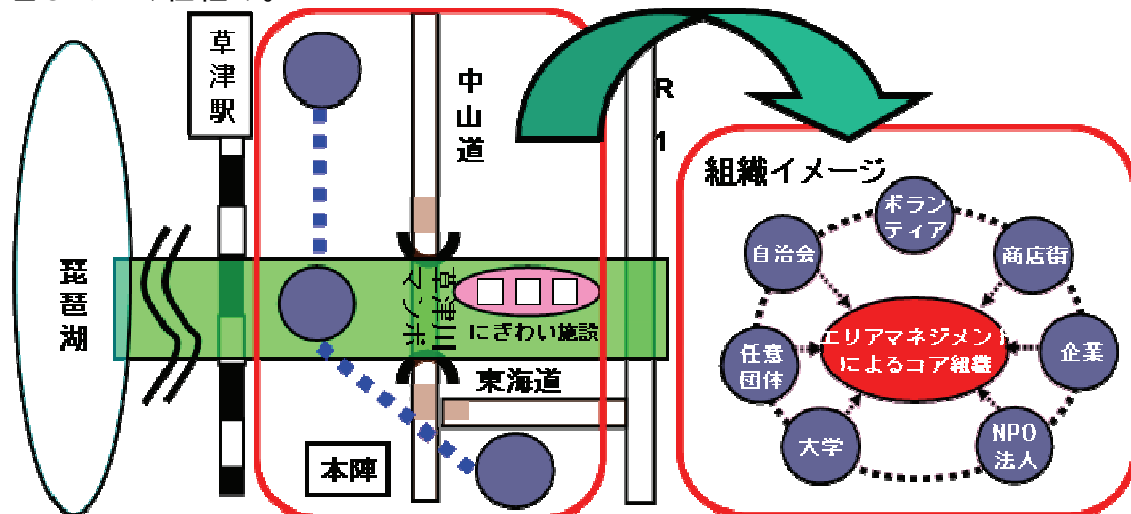 草津駅
中山道
R1
組織イメージ
ボランティア
自治会
商店街
琵琶湖
草津川
マンポ
にぎわい施設
エリアマネジメント
によるコア組織
任意
団体
企業
東海道
大学
NPO
法人
本陣